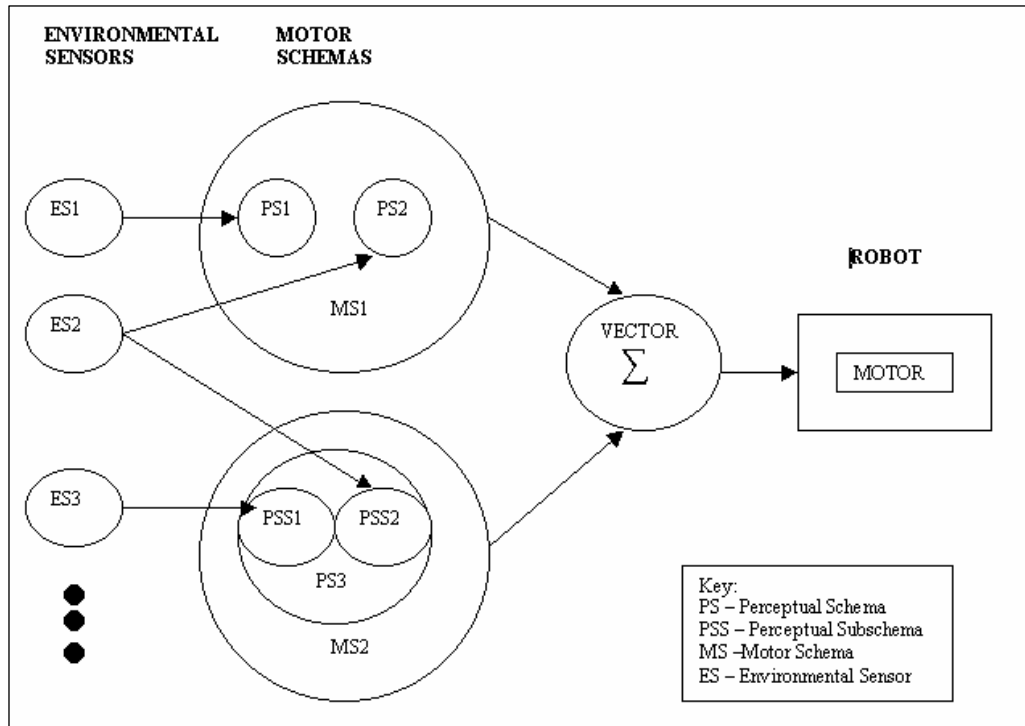 ENVIRONMENTAL
SENSORS
MOTOR
SCHEMAS
ES1
PS1
PS2
ROBOT
MS1
ES2
VECTOR
∑
MOTOR
ES3
PSS1
PSS2
PS3
MS2
Key:
PS – Perceptual Schema
PSS – Perceptual Subschema
MS –Motor Schema
ES – Environmental Sensor